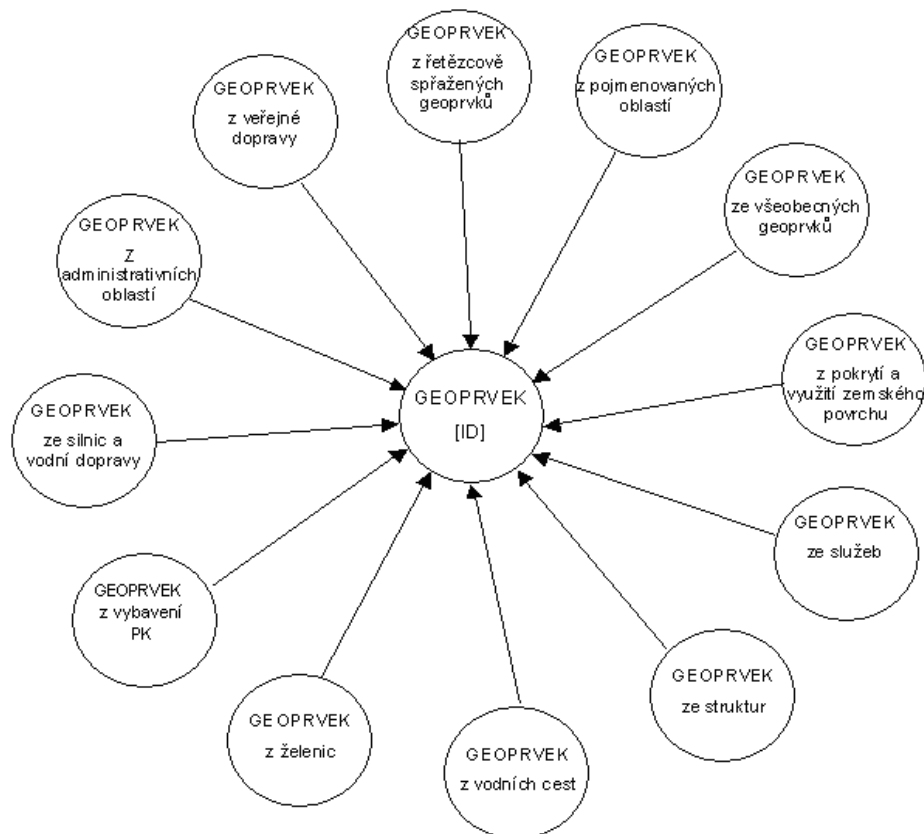 GEOPRVEK
z řetězcově
spřažených
geoprvků
GEOPRVEK
z pojmenovaných
oblastí
GEOPRVEK
z veřejné
dopravy
GEOPRVEK
ze všeobecných
geoprvků
GEOPRVEK
z
administrativních
oblastí
GEOPRVEK
z pokrytí a
využití zemského
povrchu
GEOPRVEK
[ID]
GEOPRVEK
ze silnic a
vodní dopravy
GEOPRVEK
ze služeb
GEOPRVEK
z vybavení
PK
GEOPRVEK
ze struktur
GEOPRVEK
z želenic
GEOPRVEK
z vodních cest